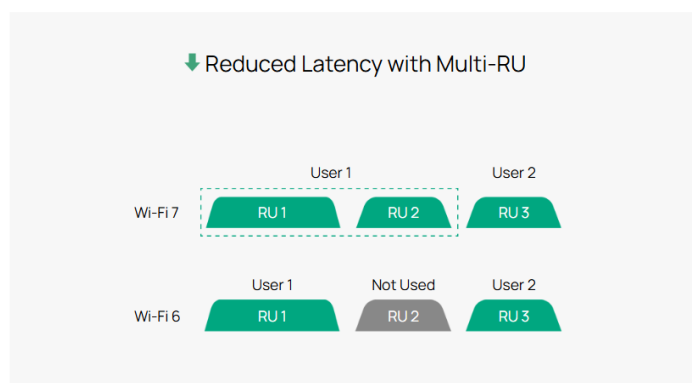 Reduced Latency with Multi-RU
User 1 User 2
Wi-Fi 7 RU 1 RU 2 RU 3
User 1 Not Used User 2
Wi-Fi 6 RU 1 RU 2 RU 3